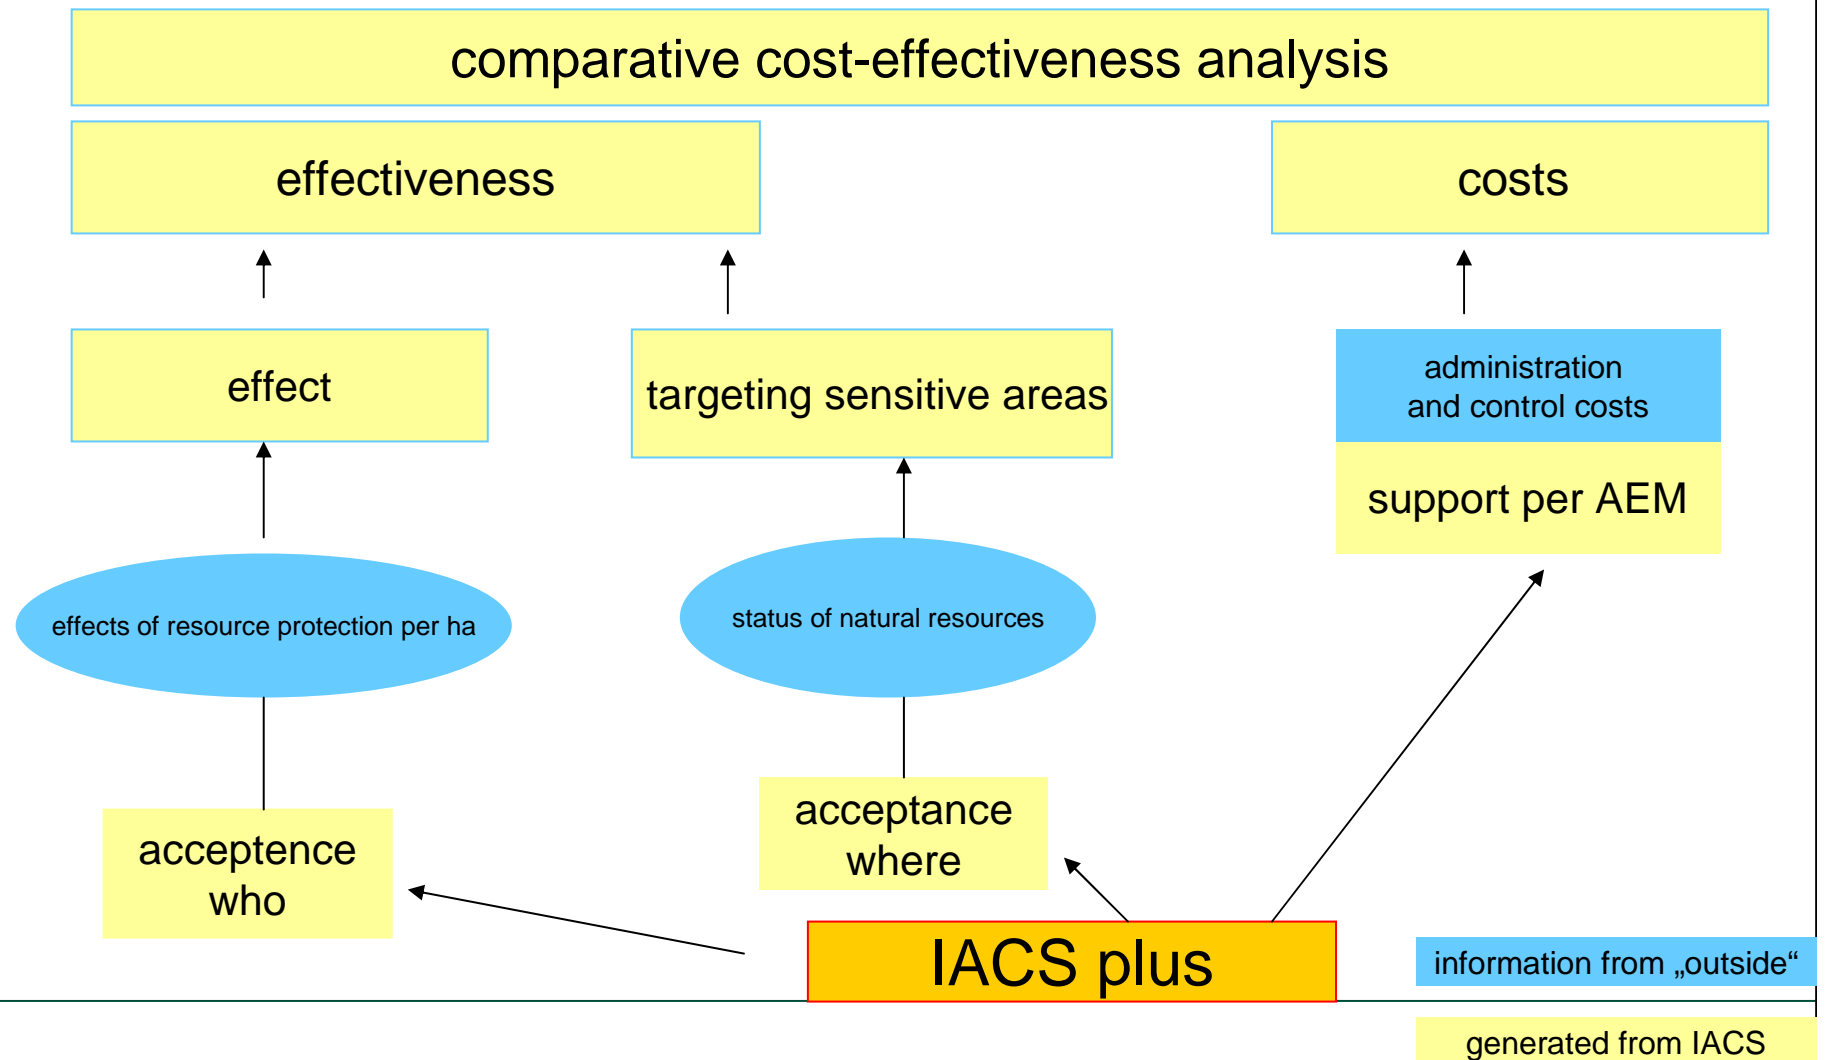 comparative cost-effectiveness analysis
effectiveness
costs
effect
targeting sensitive areas
administration
and control costs
support per AEM
effects of resource protection per ha
status of natural resources
acceptence
who
acceptance
where
IACS plus
information from „outside“
generated from IACS